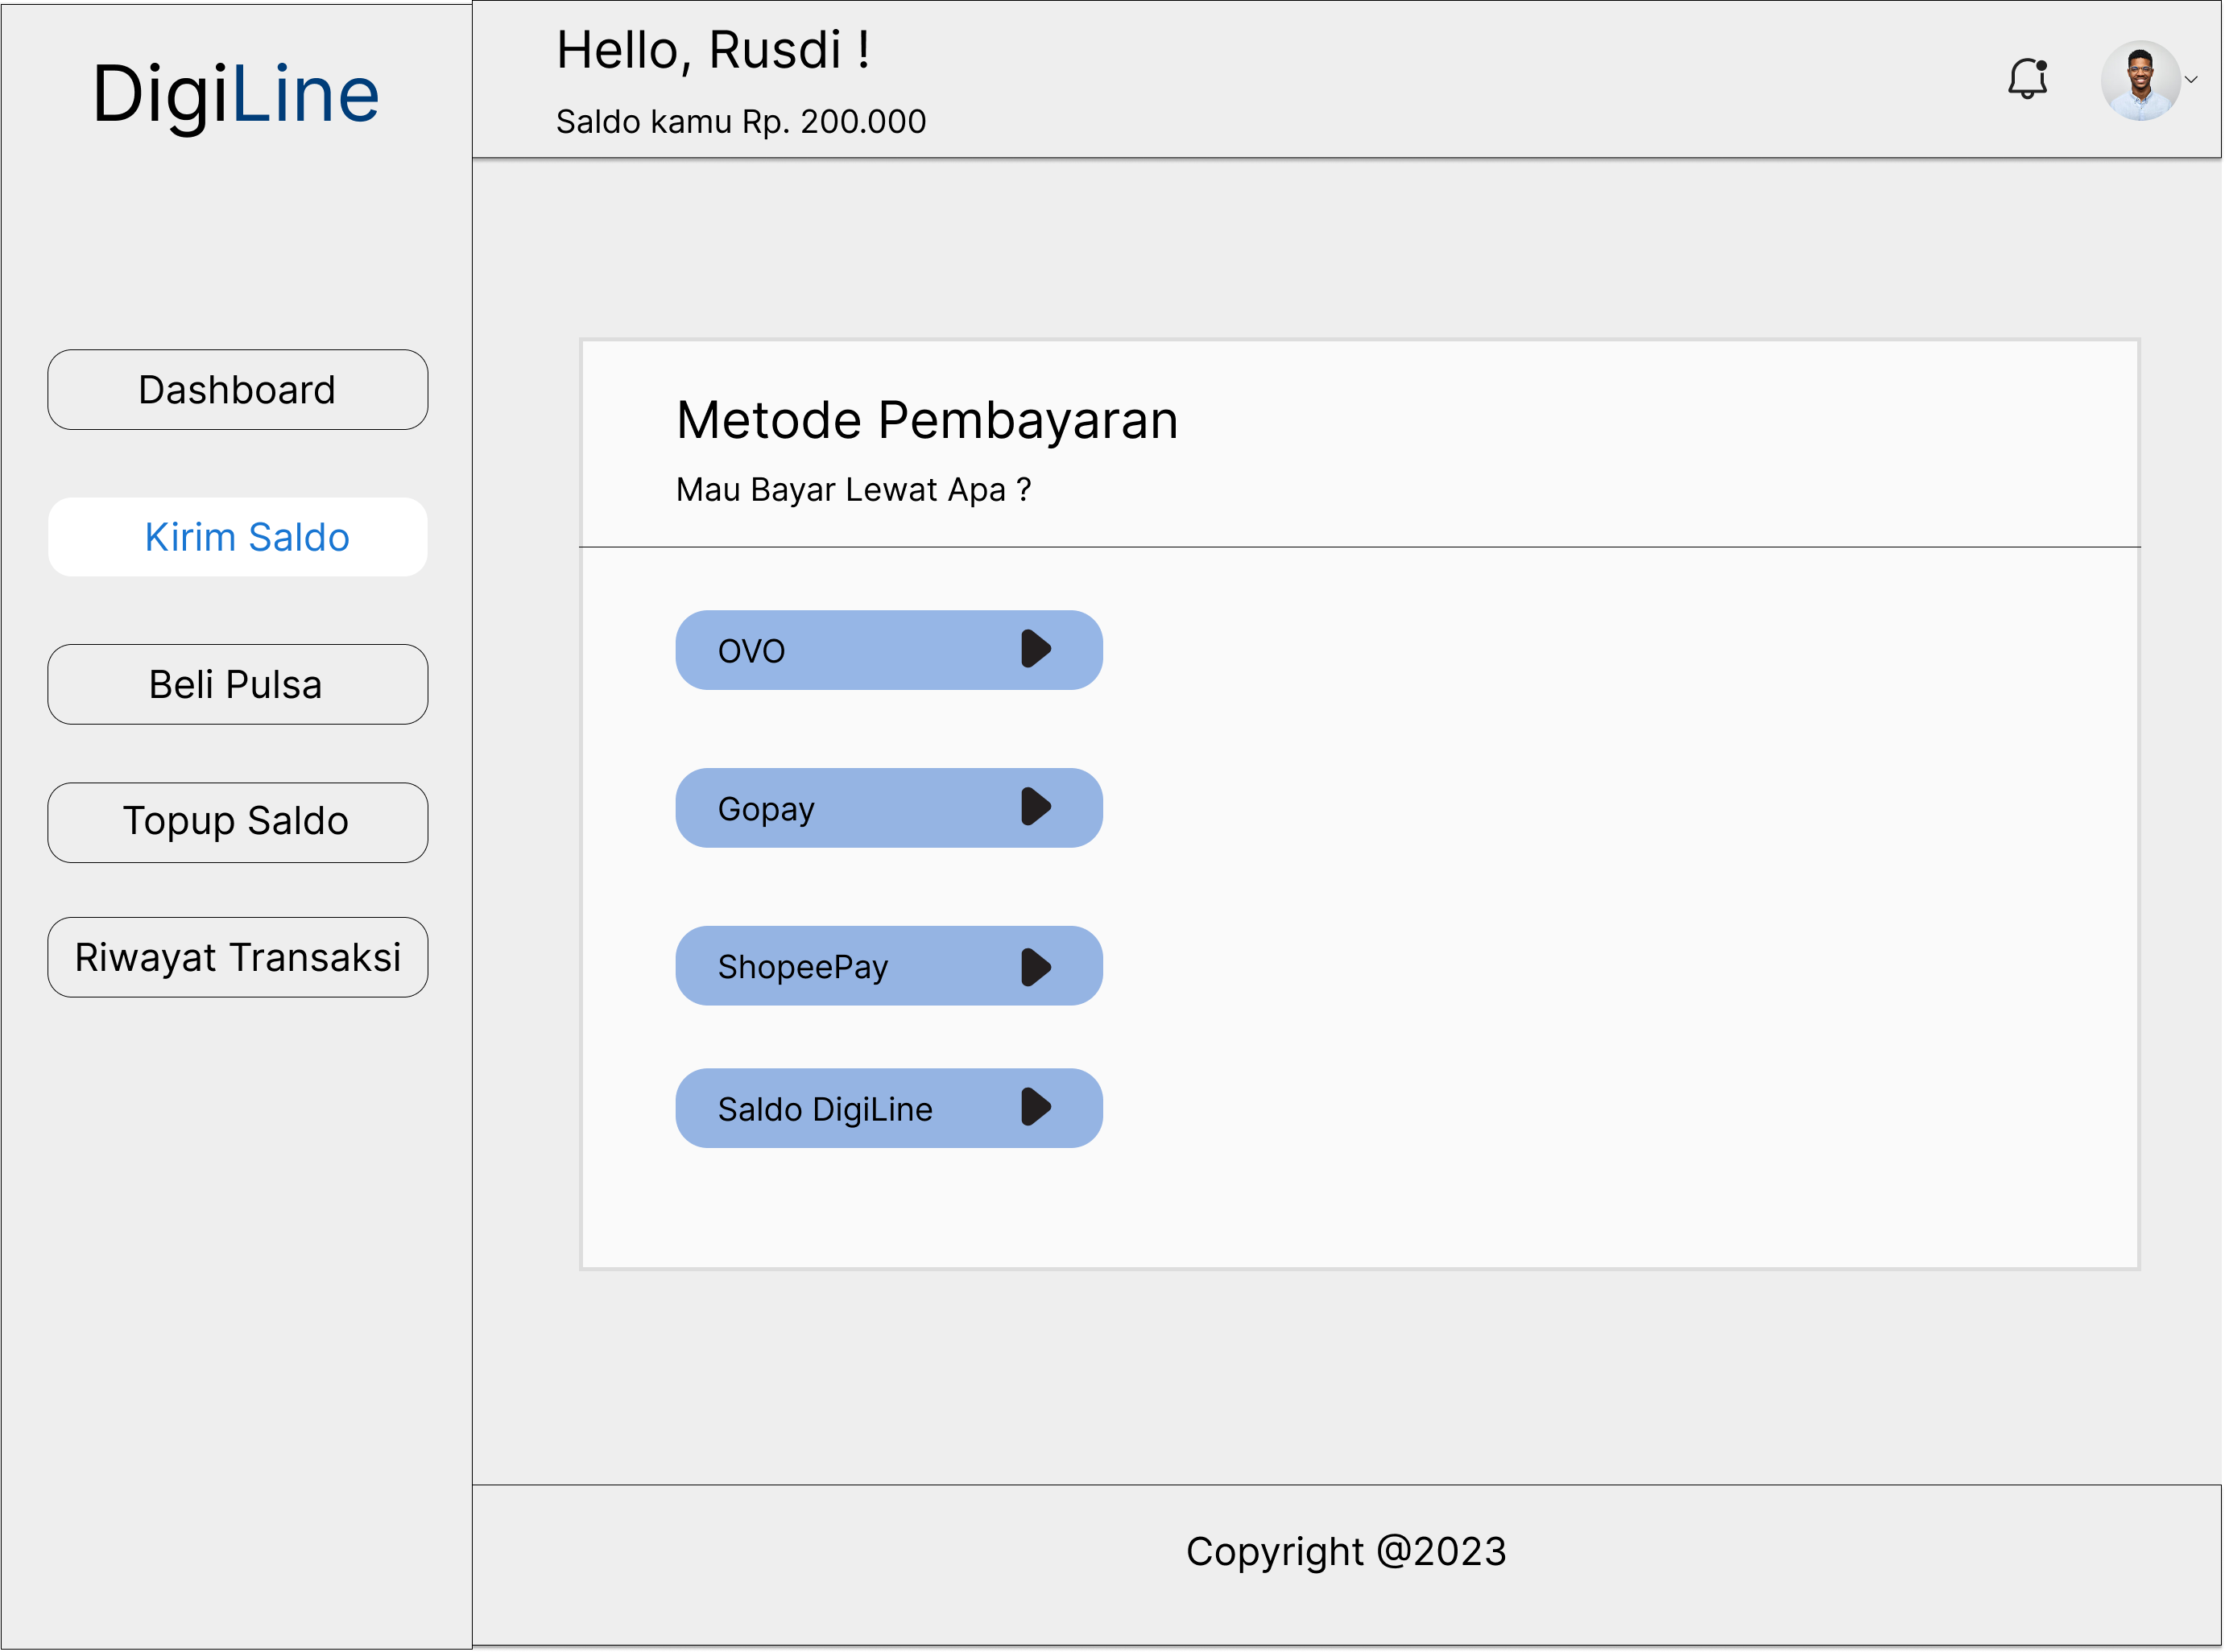 DigiLine
Hello, Rusdi !
Saldo kamu Rp. 200.000
Dashboard
Kirim Saldo
Beli Pulsa
Topup Saldo
Riwayat Transaksi
Metode Pembayaran
Mau Bayar Lewat Apa ?
OVO
Gopay
ShopeePay
Saldo DigiLine
Copyright @2023